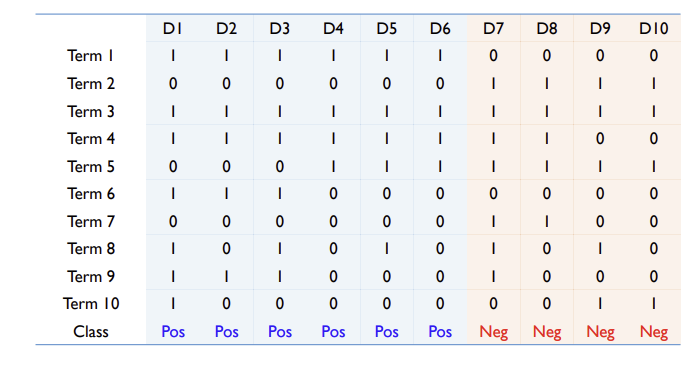 D1 D2 D3 D4 D5 D6 D7 D8 D9 D10
Term 1 1 1 1 1 1 1 0 0 0 0
Term 2 0 0 0 0 0 0 1 1 1 1
Term 3 1 1 1 1 1 1 1 1 1 1
Term 4 1 1 1 1 1 1 1 1 0 0
Term 5 0 0 0 1 1 1 1 1 1 1
Term 6 1 1 1 0 0 0 0 0 0 0
Term 7 0 0 0 0 0 0 1 1 0 0
Term 8 1 0 1 0 1 0 1 0 1 0
Term 9 1 1 1 0 0 0 1 0 0 0
Term 10 1 0 0 0 0 0 0 0 1 1
Class Pos Pos Pos Pos Pos Pos Neg Neg Neg Neg